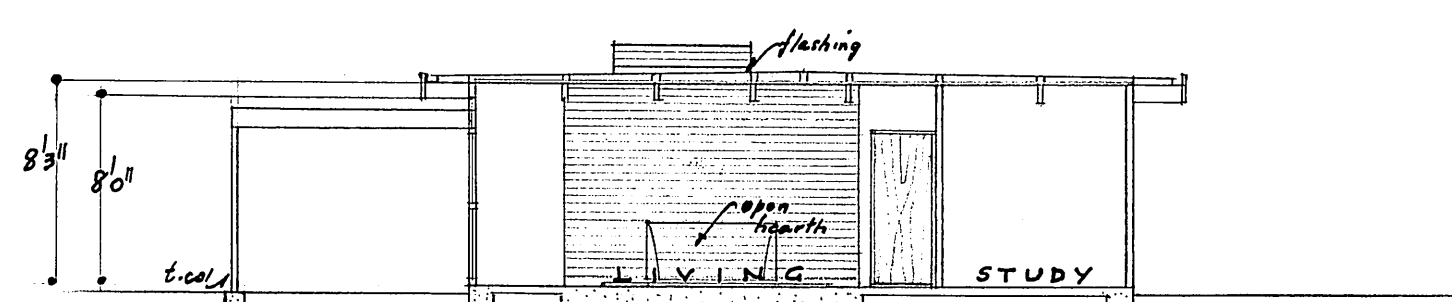 flashing
8'3"
8'0"
open
hearth
t.col
LIVING
STUDY